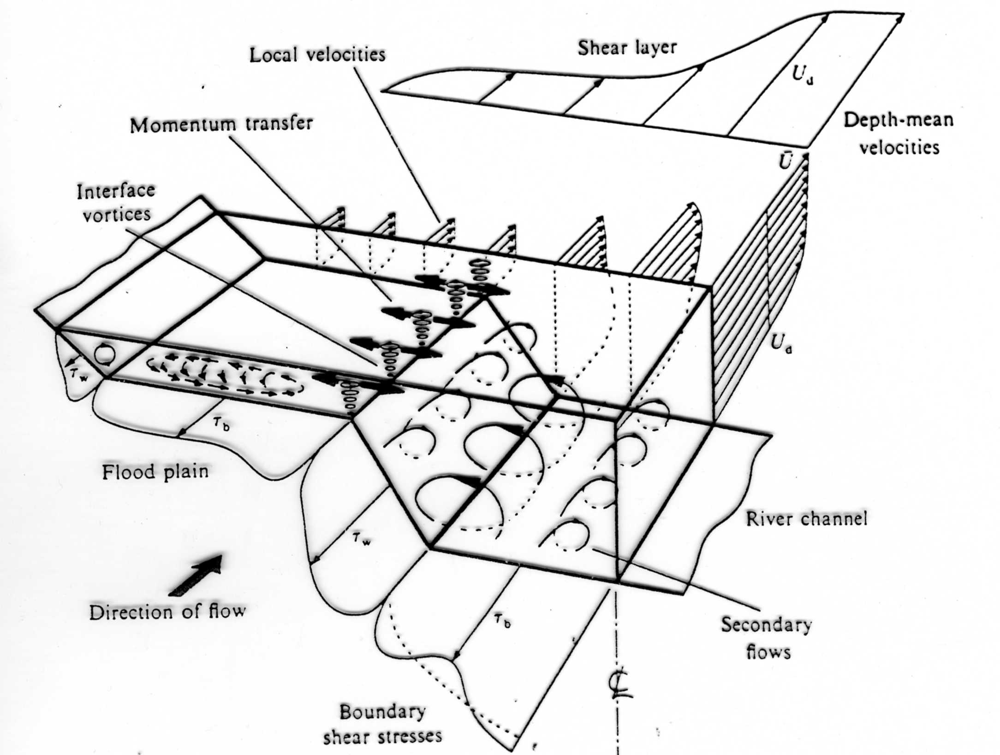 Shear layer
Local velocities
U_d
Momentum transfer
Depth-mean
velocities
Ū
Interface
vortices
U_d
τ_w
τ_b
Flood plain
River channel
τ_w
Direction of flow
τ_b
Secondary
flows
℄
Boundary
shear stresses